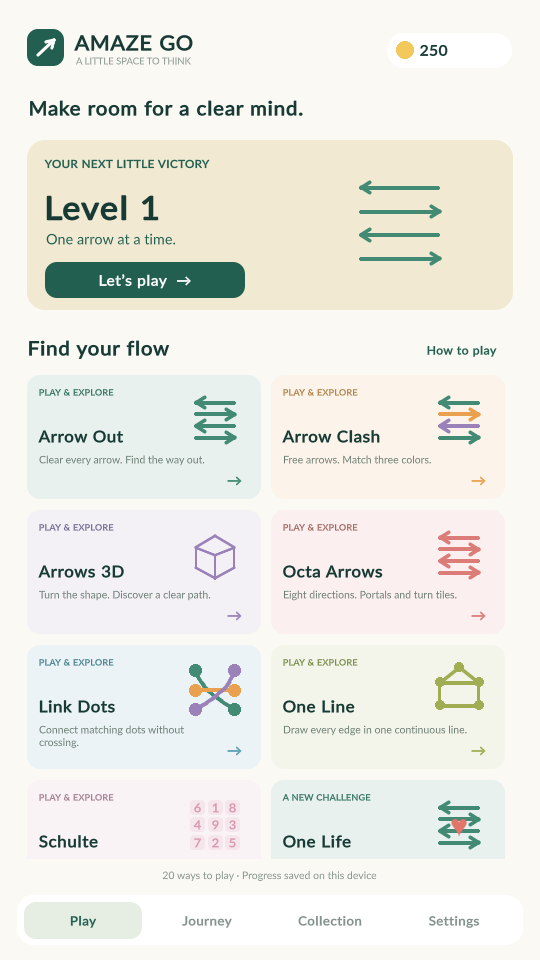 AMAZE GO
A LITTLE SPACE TO THINK
250
Make room for a clear mind.
YOUR NEXT LITTLE VICTORY
Level 1
One arrow at a time.
Let's play →
Find your flow
How to play
PLAY & EXPLORE
Arrow Out
Clear every arrow. Find the way out.
→
PLAY & EXPLORE
Arrow Clash
Free arrows. Match three colors.
→
PLAY & EXPLORE
Arrows 3D
Turn the shape. Discover a clear path.
→
PLAY & EXPLORE
Octa Arrows
Eight directions. Portals and turn tiles.
→
PLAY & EXPLORE
Link Dots
Connect matching dots without
crossing.
→
PLAY & EXPLORE
One Line
Draw every edge in one continuous line.
→
PLAY & EXPLORE
Schulte
6 1 8
4 9 3
7 2 5
A NEW CHALLENGE
One Life
20 ways to play · Progress saved on this device
Play
Journey
Collection
Settings